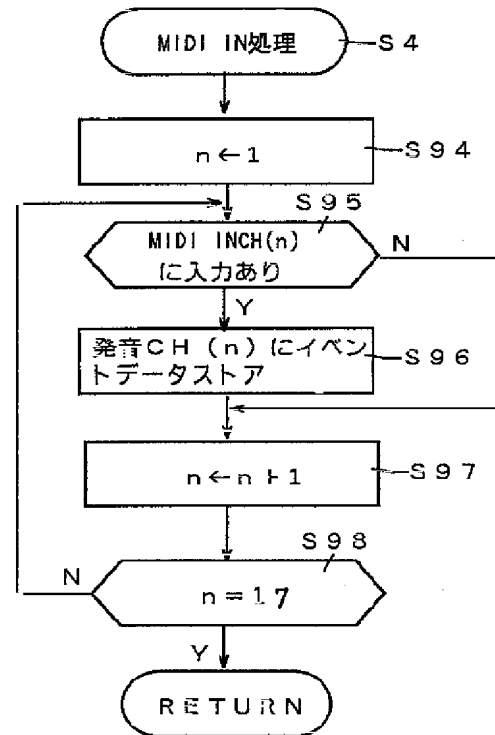 MIDI IN処理
S4
n←1
S94
S95
MIDI INCH(n)
に入力あり
N
Y
発音CH(n)にイベン
トデータストア
S96
n←n+1
S97
S98
N
n=17
Y
RETURN